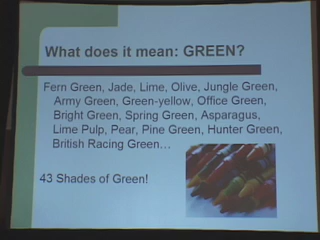 What does it mean: GREEN?
Fern Green, Jade, Lime, Olive, Jungle Green,
Army Green, Green-yellow, Office Green,
Bright Green, Spring Green, Asparagus,
Lime Pulp, Pear, Pine Green, Hunter Green,
British Racing Green…
43 Shades of Green!